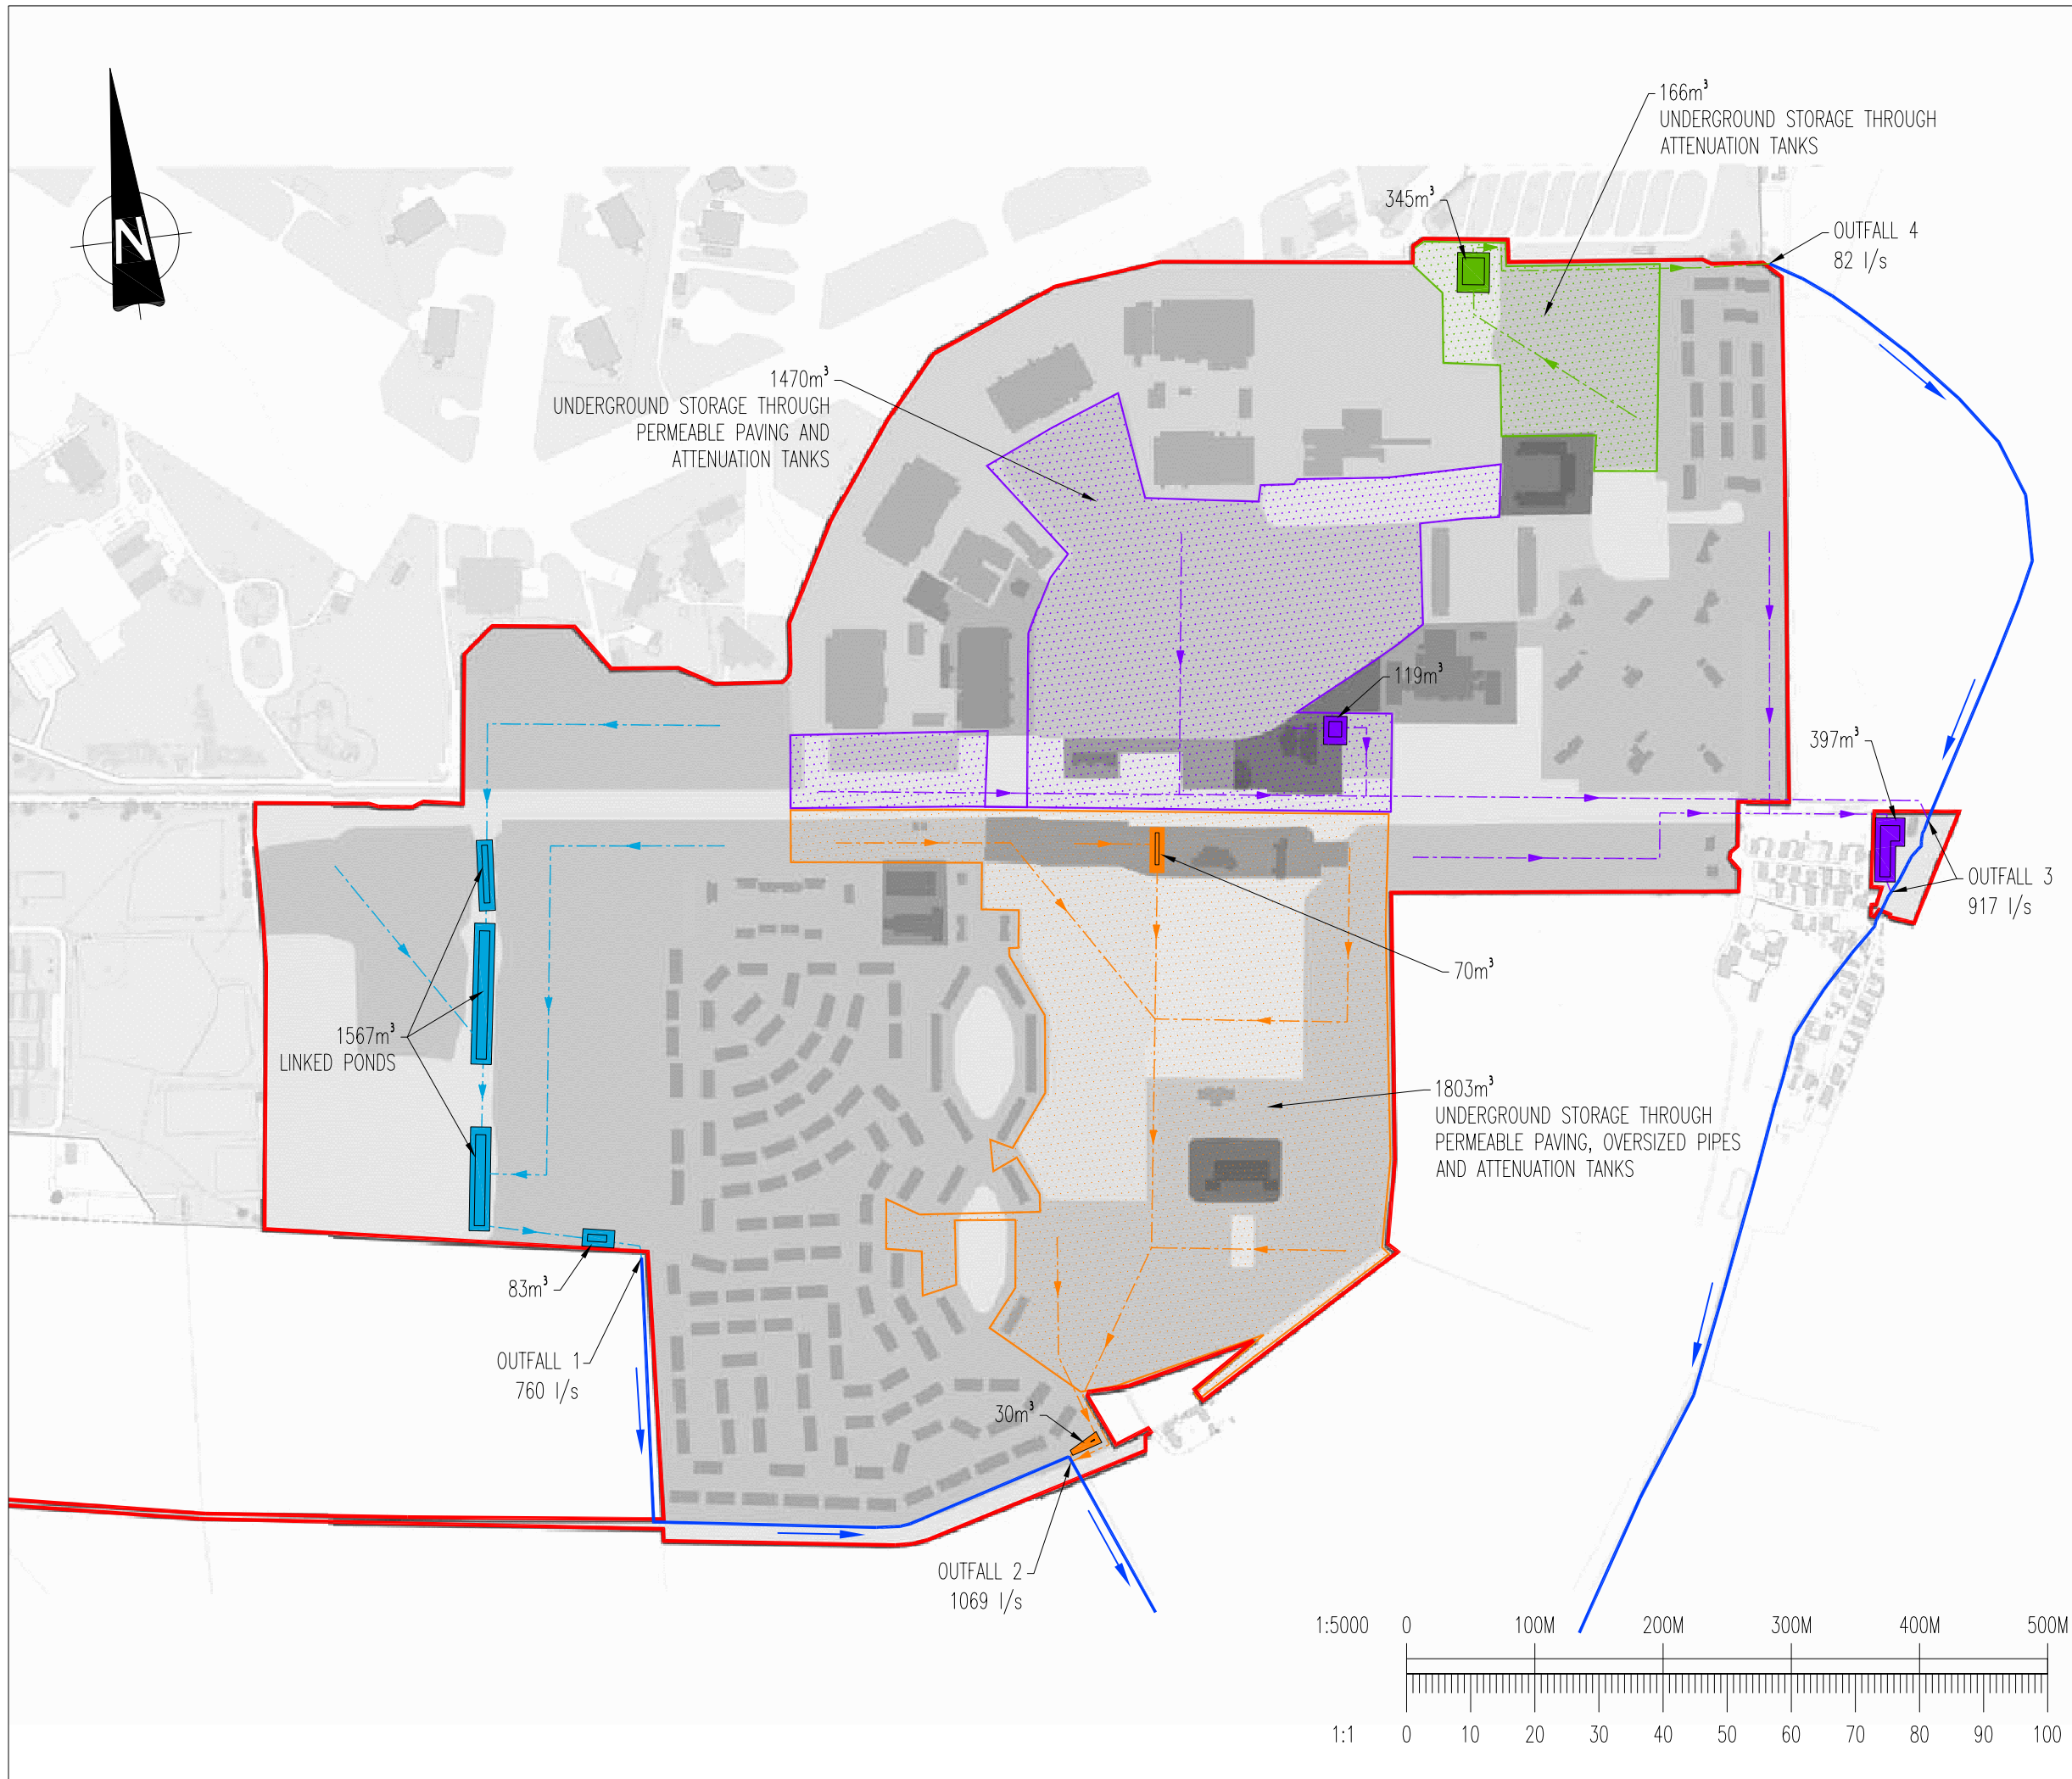 166m³
UNDERGROUND STORAGE THROUGH
ATTENUATION TANKS
345m³
OUTFALL 4
82 l/s
N
1470m³
UNDERGROUND STORAGE THROUGH
PERMEABLE PAVING AND
ATTENUATION TANKS
119m³
397m³
OUTFALL 3
917 l/s
70m³
1567m³
LINKED PONDS
1803m³
UNDERGROUND STORAGE THROUGH
PERMEABLE PAVING, OVERSIZED PIPES
AND ATTENUATION TANKS
83m³
OUTFALL 1
760 l/s
30m³
OUTFALL 2
1069 l/s
1:5000 0 100M 200M 300M 400M 500M
1:1 0 10 20 30 40 50 60 70 80 90 100